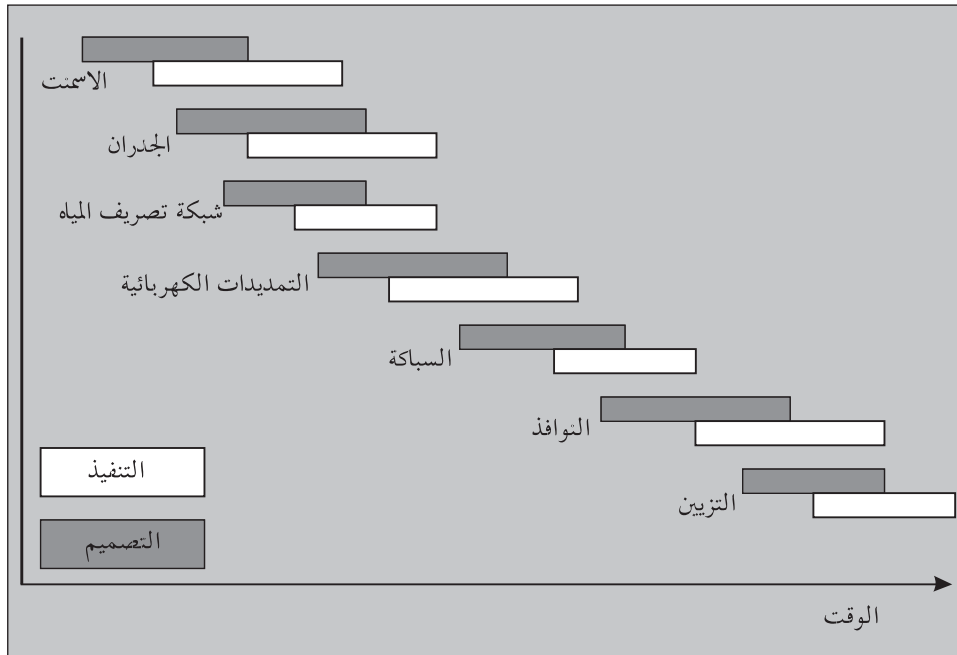 الاسمنت
الجدران
شبكة تصريف المياه
التمديدات الكهربائية
السباكة
النوافذ
التزيين
التنفيذ
التصميم
الوقت